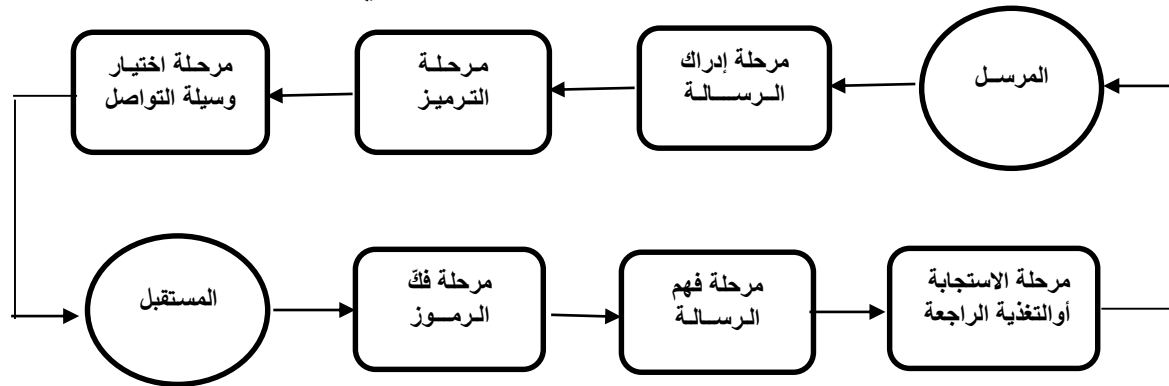 المرسل
مرحلة إدراك
الرسالة
مرحلة
الترميز
مرحلة اختيار
وسيلة التواصل
المستقبل
مرحلة فكّ
الرموز
مرحلة فهم
الرسالة
مرحلة الاستجابة
أوالتغذية الراجعة